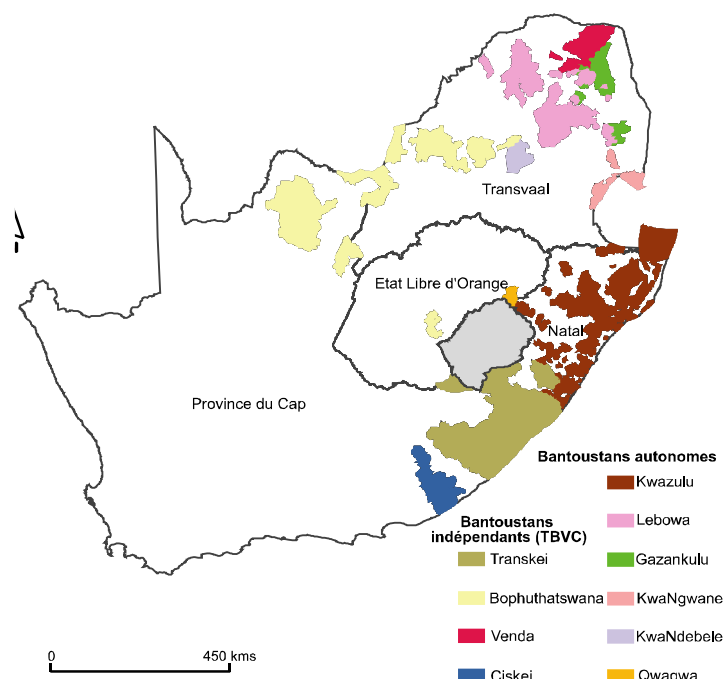 Transvaal
Etat Libre d'Orange
Natal
Province du Cap
Bantoustans autonomes
Kwazulu
Lebowa
Gazankulu
KwaNgwane
KwaNdebele
Qwaqwa
Bantoustans
indépendants (TBVC)
Transkei
Bophuthatswana
Venda
Ciskei
0 450 kms